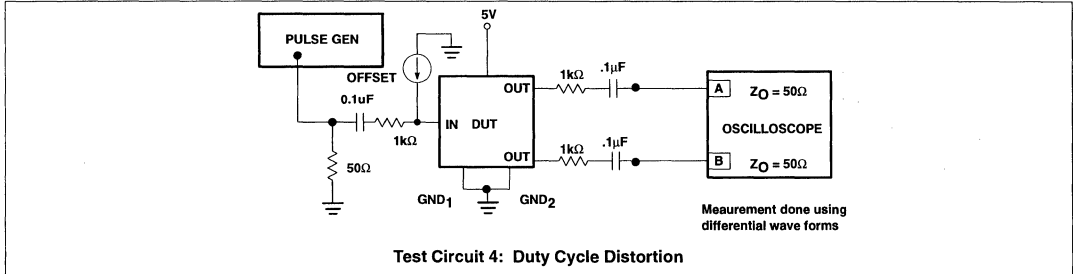 5V
PULSE GEN
OFFSET
0.1uF
1kΩ
50Ω
IN DUT
OUT
OUT
GND1
GND2
1kΩ
.1μF
1kΩ
.1μF
A ZO = 50Ω
OSCILLOSCOPE
B ZO = 50Ω
Meaurement done using
differential wave forms
Test Circuit 4: Duty Cycle Distortion